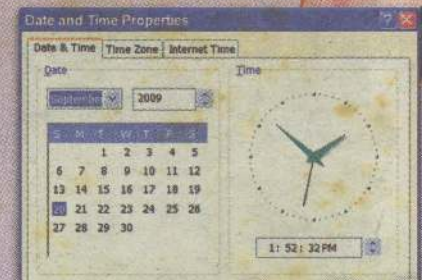 Date and Time Properties
Date & Time Time Zone Internet Time
Date
Time
September 2009
S M T W T F S
1 2 3 4 5
6 7 8 9 10 11 12
13 14 15 16 17 18 19
20 21 22 23 24 25 26
27 28 29 30
1: 52: 32 PM